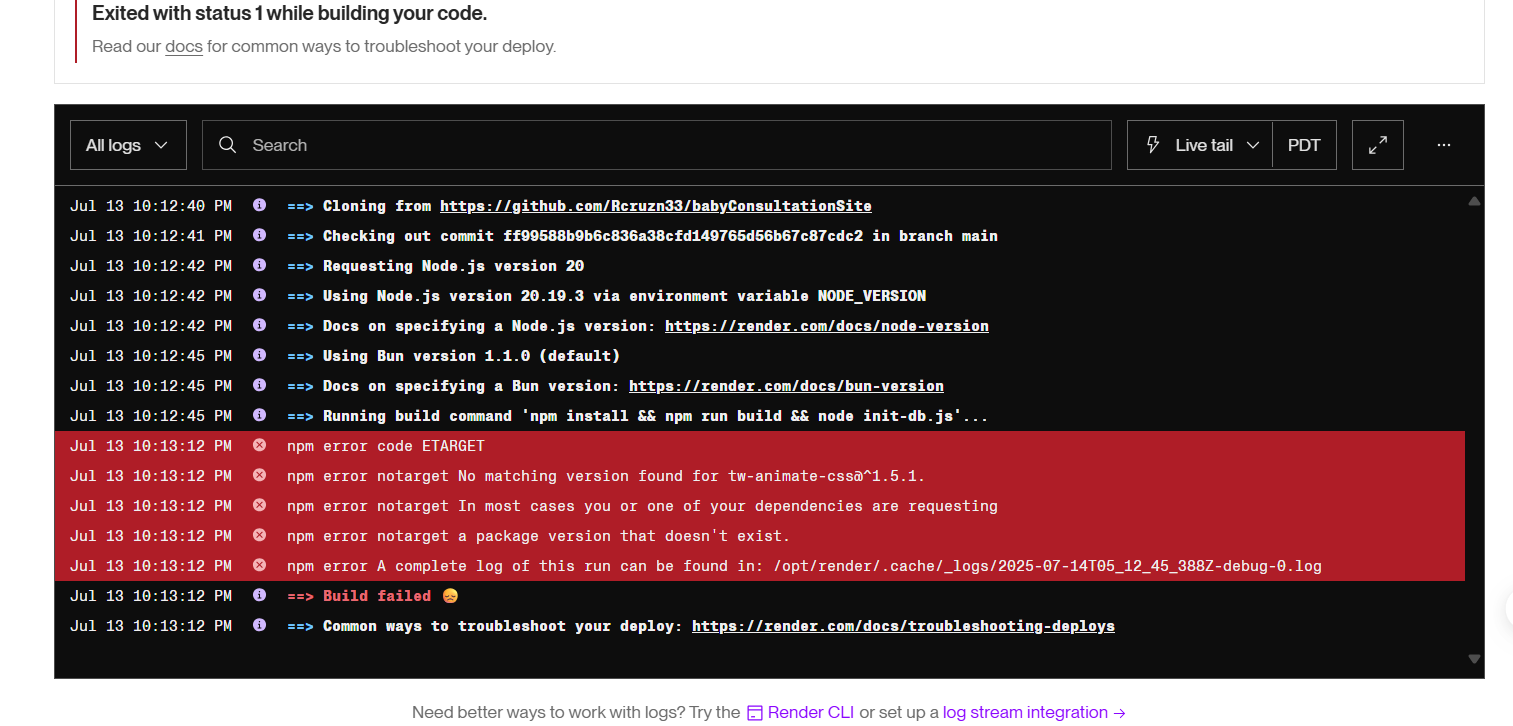 Exited with status 1 while building your code.
Read our docs for common ways to troubleshoot your deploy.
All logs
Search
Live tail
PDT
...
Jul 13 10:12:40 PM ==> Cloning from https://github.com/Rcruzn33/babyConsultationSite
Jul 13 10:12:41 PM ==> Checking out commit ff99588b9b6c836a38cfd149765d56b67c87cdc2 in branch main
Jul 13 10:12:42 PM ==> Requesting Node.js version 20
Jul 13 10:12:42 PM ==> Using Node.js version 20.19.3 via environment variable NODE_VERSION
Jul 13 10:12:42 PM ==> Docs on specifying a Node.js version: https://render.com/docs/node-version
Jul 13 10:12:45 PM ==> Using Bun version 1.1.0 (default)
Jul 13 10:12:45 PM ==> Docs on specifying a Bun version: https://render.com/docs/bun-version
Jul 13 10:12:45 PM ==> Running build command 'npm install && npm run build && node init-db.js'...
Jul 13 10:13:12 PM npm error code ETARGET
Jul 13 10:13:12 PM npm error notarget No matching version found for tw-animate-css@^1.5.1.
Jul 13 10:13:12 PM npm error notarget In most cases you or one of your dependencies are requesting
Jul 13 10:13:12 PM npm error notarget a package version that doesn't exist.
Jul 13 10:13:12 PM npm error A complete log of this run can be found in: /opt/render/.cache/_logs/2025-07-14T05_12_45_388Z-debug-0.log
Jul 13 10:13:12 PM ==> Build failed 😞
Jul 13 10:13:12 PM ==> Common ways to troubleshoot your deploy: https://render.com/docs/troubleshooting-deploys
Need better ways to work with logs? Try the Render CLI or set up a log stream integration →